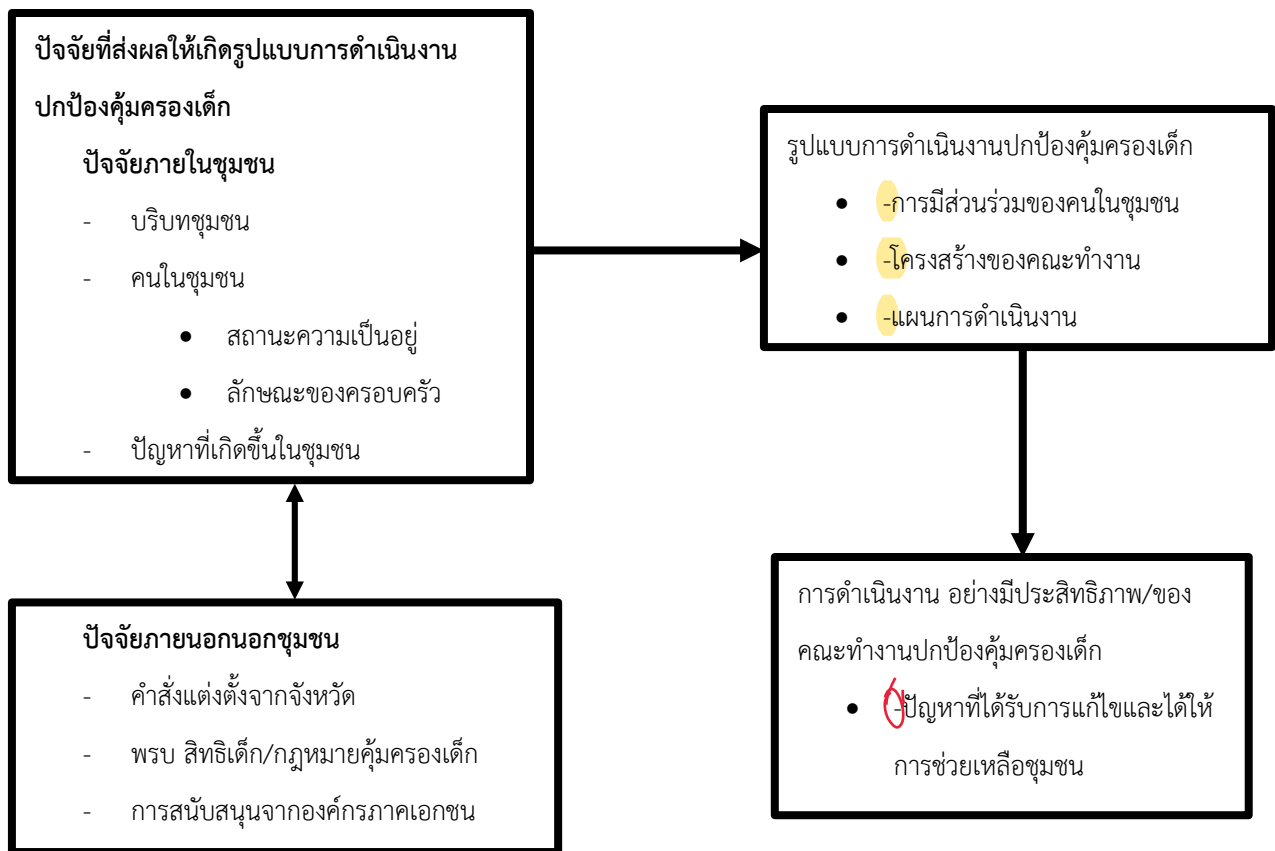 ปัจจัยที่ส่งผลให้เกิดรูปแบบการดำเนินงาน
ปกป้องคุ้มครองเด็ก
ปัจจัยภายในชุมชน
- บริบทชุมชน
- คนในชุมชน
● สถานะความเป็นอยู่
● ลักษณะของครอบครัว
- ปัญหาที่เกิดขึ้นในชุมชน
รูปแบบการดำเนินงานปกป้องคุ้มครองเด็ก
● -การมีส่วนร่วมของคนในชุมชน
● -โครงสร้างของคณะทำงาน
● -แผนการดำเนินงาน
ปัจจัยภายนอกนอกชุมชน
- คำสั่งแต่งตั้งจากจังหวัด
- พรบ สิทธิเด็ก/กฎหมายคุ้มครองเด็ก
- การสนับสนุนจากองค์กรภาคเอกชน
การดำเนินงาน อย่างมีประสิทธิภาพ/ของ
คณะทำงานปกป้องคุ้มครองเด็ก
● -ปัญหาที่ได้รับการแก้ไขและได้ให้
การช่วยเหลือชุมชน